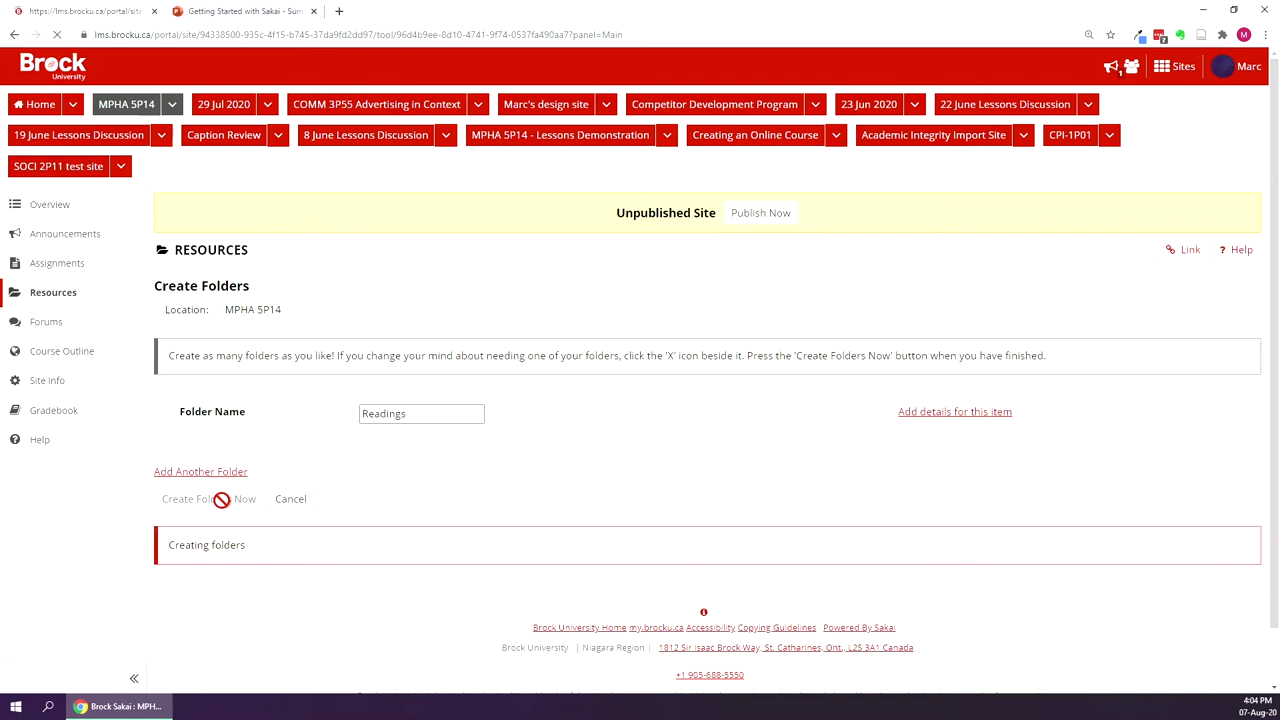 https://lms.brocku.ca/portal/site
Getting Started with Sakai - Sum
lms.brocku.ca/portal/site/94338500-935c-4f15-b745-37da9fd2dd97/tool/96d4b9ee-8d10-4741-9f74-0537fa490aa7?panel=Main
Brock University
1 Sites Marc
Home MPHA 5P14 29 Jul 2020 COMM 3P55 Advertising in Context Marc's design site Competitor Development Program 23 Jun 2020 22 June Lessons Discussion
19 June Lessons Discussion Caption Review 8 June Lessons Discussion MPHA 5P14 - Lessons Demonstration Creating an Online Course Academic Integrity Import Site CPI-1P01
SOCI 2P11 test site
Overview
Announcements
Assignments
Resources
Forums
Course Outline
Site Info
Gradebook
Help
Unpublished Site Publish Now
RESOURCES
Link ? Help
Create Folders
Location: MPHA 5P14
Create as many folders as you like! If you change your mind about needing one of your folders, click the 'X' icon beside it. Press the 'Create Folders Now' button when you have finished.
Folder Name Readings Add details for this item
Add Another Folder
Create Folders Now Cancel
Creating folders
Brock University Home my.brocku.ca Accessibility Copying Guidelines Powered By Sakai
Brock University | Niagara Region | 1812 Sir Isaac Brock Way, St. Catharines, Ont., L2S 3A1 Canada
+1 905-688-5550
Brock Sakai : MPH...
4:04 PM
07-Aug-20